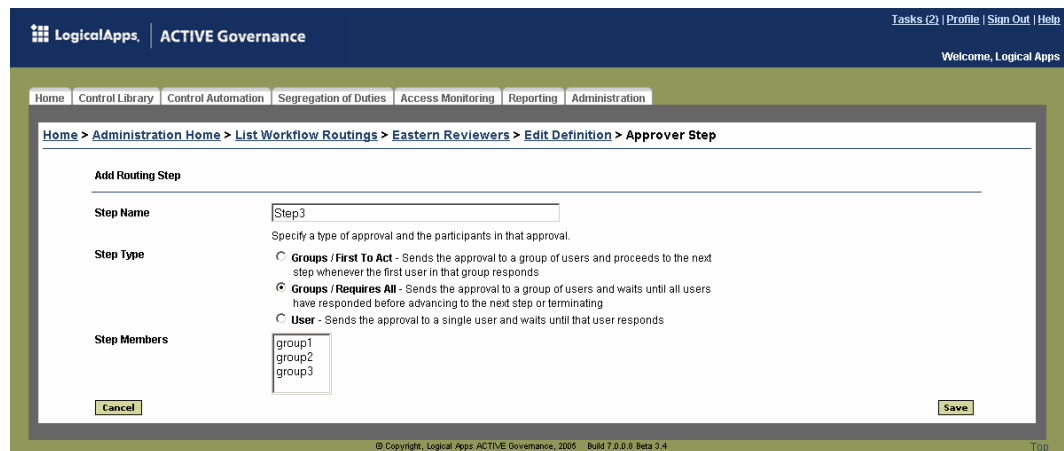 Tasks (2) | Profile | Sign Out | Help
LogicalApps. | ACTIVE Governance
Welcome, Logical Apps
Home Control Library Control Automation Segregation of Duties Access Monitoring Reporting Administration
Home > Administration Home > List Workflow Routings > Eastern Reviewers > Edit Definition > Approver Step
Add Routing Step
Step Name Step3
Specify a type of approval and the participants in that approval.
Step Type Groups / First To Act - Sends the approval to a group of users and proceeds to the next
step whenever the first user in that group responds
Groups / Requires All - Sends the approval to a group of users and waits until all users
have responded before advancing to the next step or terminating
User - Sends the approval to a single user and waits until that user responds
Step Members group1
group2
group3
Cancel Save
© Copyright, Logical Apps ACTIVE Governance, 2005 Build 7.0.0.8 Beta 3.4
Top